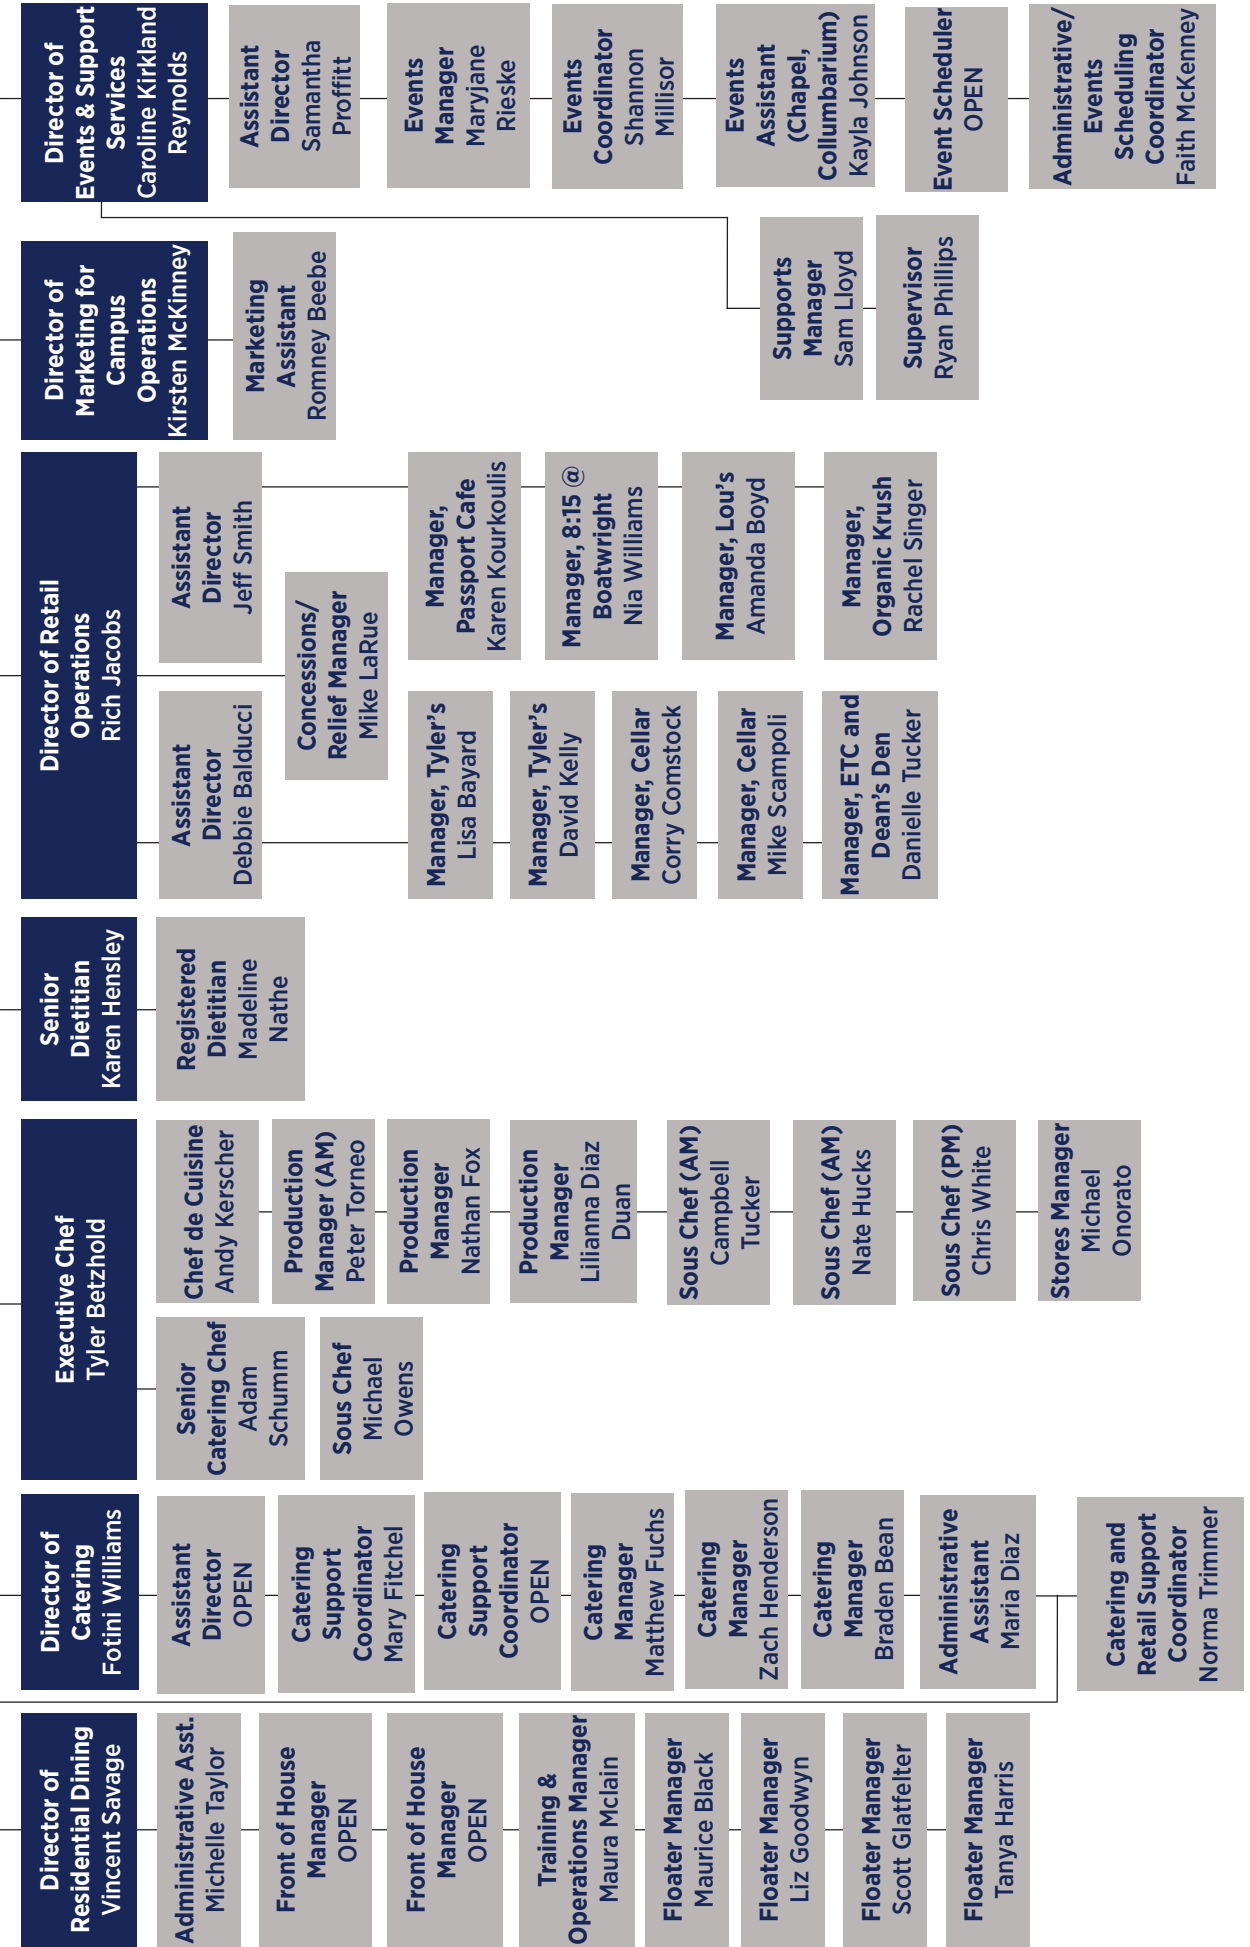 Director of
Residential Dining
Vincent Savage
Administrative Asst.
Michelle Taylor
Front of House
Manager
OPEN
Front of House
Manager
OPEN
Training &
Operations Manager
Maura Mclain
Floater Manager
Maurice Black
Floater Manager
Liz Goodwyn
Floater Manager
Scott Glatfelter
Floater Manager
Tanya Harris
Director of
Catering
Fotini Williams
Assistant
Director
OPEN
Catering
Support
Coordinator
Mary Fitchel
Catering
Support
Coordinator
OPEN
Catering
Manager
Matthew Fuchs
Catering
Manager
Zach Henderson
Catering
Manager
Braden Bean
Administrative
Assistant
Maria Diaz
Catering and
Retail Support
Coordinator
Norma Trimmer
Executive Chef
Tyler Betzhold
Senior
Catering Chef
Adam
Schumm
Sous Chef
Michael
Owens
Chef de Cuisine
Andy Kerscher
Production
Manager (AM)
Peter Torneo
Production
Manager
Nathan Fox
Production
Manager
Lilianna Diaz
Duan
Sous Chef (AM)
Campbell
Tucker
Sous Chef (AM)
Nate Hucks
Sous Chef (PM)
Chris White
Stores Manager
Michael
Onorato
Senior
Dietitian
Karen Hensley
Registered
Dietitian
Madeline
Nathe
Director of Retail
Operations
Rich Jacobs
Assistant
Director
Debbie Balducci
Assistant
Director
Jeff Smith
Concessions/
Relief Manager
Mike LaRue
Manager, Tyler's
Lisa Bayard
Manager, Tyler's
David Kelly
Manager, Cellar
Corry Comstock
Manager, Cellar
Mike Scampoli
Manager, ETC and
Dean's Den
Danielle Tucker
Manager,
Passport Cafe
Karen Kourkoulis
Manager, 8:15 @
Boatwright
Nia Williams
Manager, Lou's
Amanda Boyd
Manager,
Organic Krush
Rachel Singer
Director of
Marketing for
Campus
Operations
Kirsten McKinney
Marketing
Assistant
Romney Beebe
Director of
Events & Support
Services
Caroline Kirkland
Reynolds
Assistant
Director
Samantha
Proffitt
Events
Manager
Maryjane
Rieske
Events
Coordinator
Shannon
Millisor
Events
Assistant
(Chapel,
Collumbarium)
Kayla Johnson
Event Scheduler
OPEN
Administrative/
Events
Scheduling
Coordinator
Faith McKenney
Supports
Manager
Sam Lloyd
Supervisor
Ryan Phillips